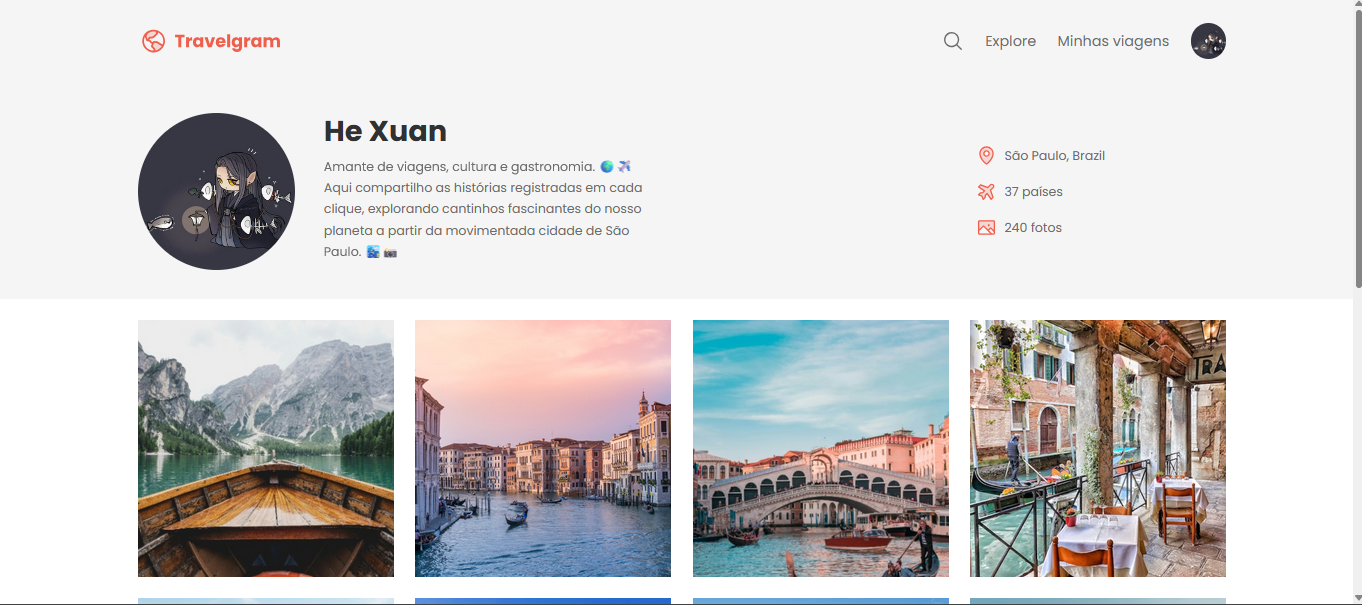 Travelgram
Explore
Minhas viagens
He Xuan
Amante de viagens, cultura e gastronomia. 🌎 ✈️
Aqui compartilho as histórias registradas em cada
clique, explorando cantinhos fascinantes do nosso
planeta a partir da movimentada cidade de São
Paulo. 🏙️ 📸
São Paulo, Brazil
37 países
240 fotos
TRA